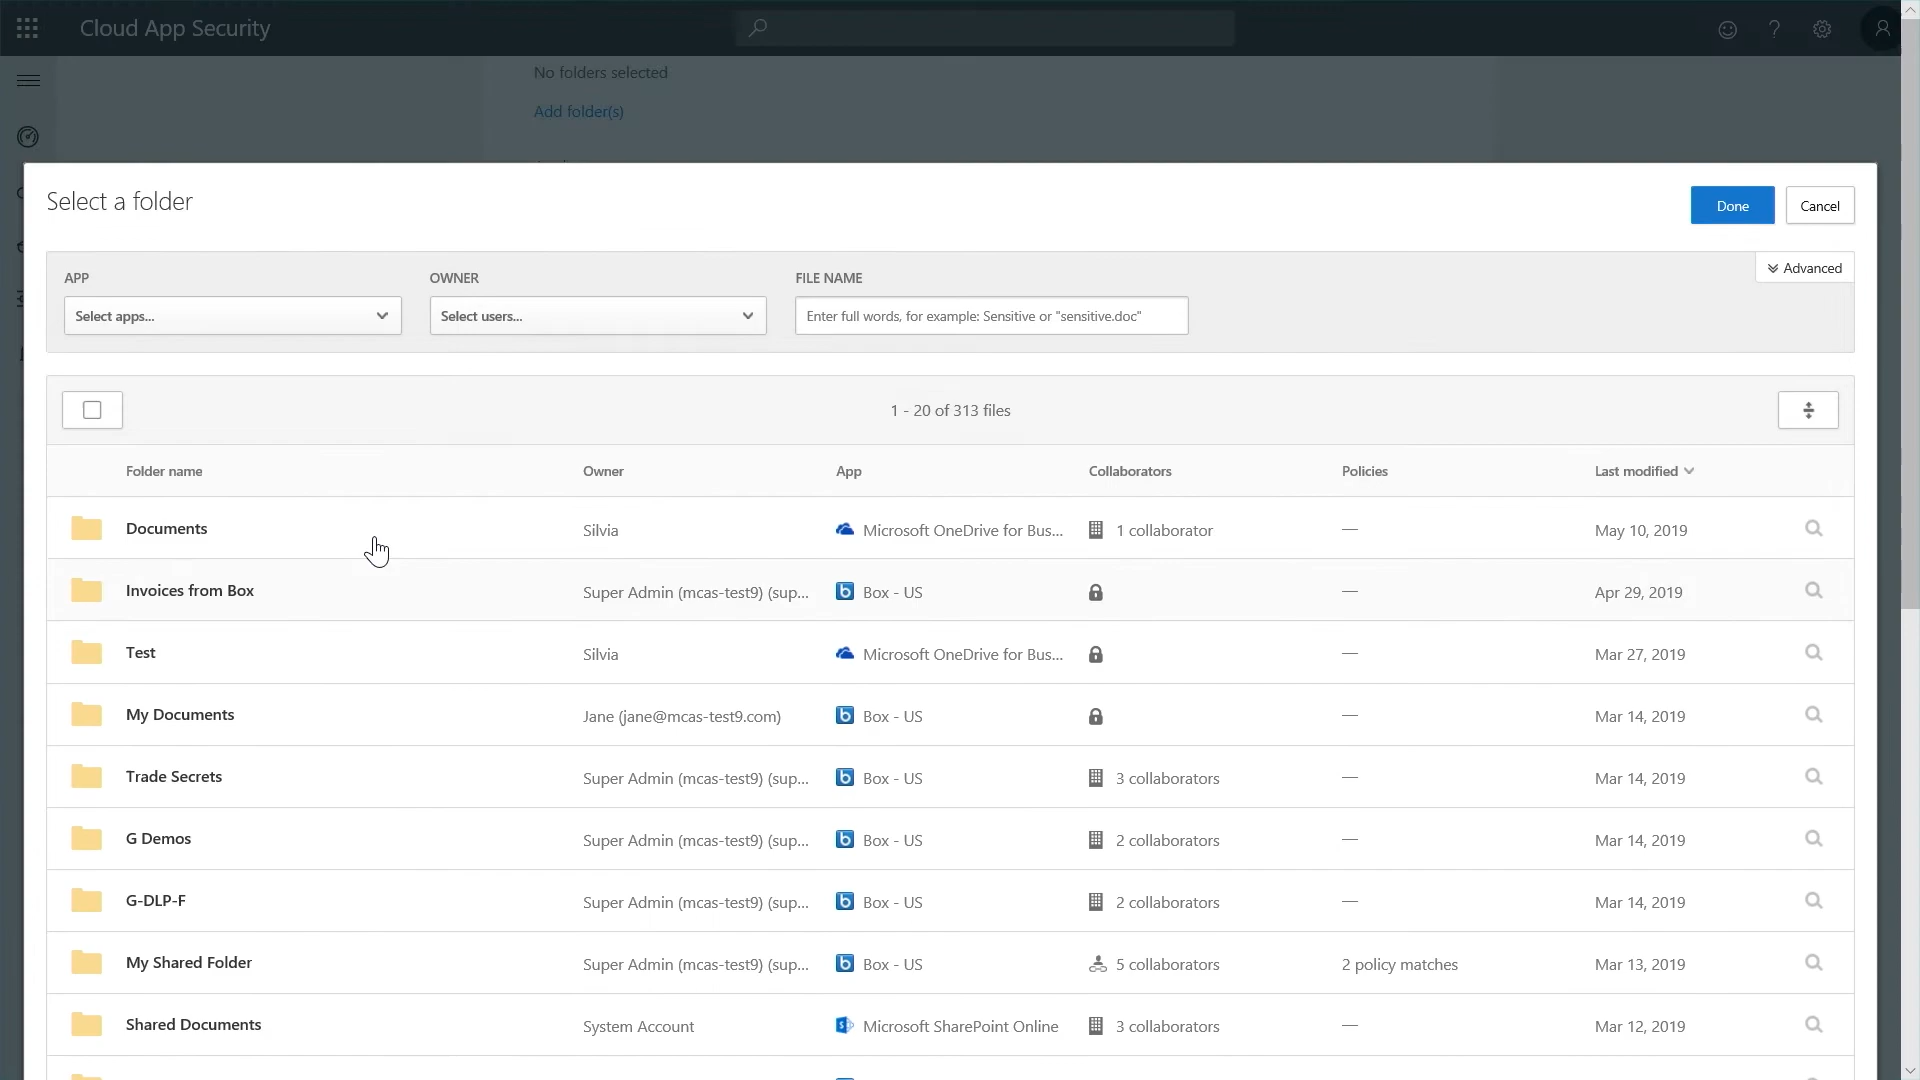 Cloud App Security
No folders selected
Add folder(s)
Select a folder
Done
Cancel
APP
OWNER
FILE NAME
Advanced
Select apps...
Select users...
Enter full words, for example: Sensitive or "sensitive.doc"
1 - 20 of 313 files
Folder name Owner App Collaborators Policies Last modified
Documents Silvia Microsoft OneDrive for Bus... 1 collaborator — May 10, 2019
Invoices from Box Super Admin (mcas-test9) (sup... Box - US — Apr 29, 2019
Test Silvia Microsoft OneDrive for Bus... — Mar 27, 2019
My Documents Jane (jane@mcas-test9.com) Box - US — Mar 14, 2019
Trade Secrets Super Admin (mcas-test9) (sup... Box - US 3 collaborators — Mar 14, 2019
G Demos Super Admin (mcas-test9) (sup... Box - US 2 collaborators — Mar 14, 2019
G-DLP-F Super Admin (mcas-test9) (sup... Box - US 2 collaborators — Mar 14, 2019
My Shared Folder Super Admin (mcas-test9) (sup... Box - US 5 collaborators 2 policy matches Mar 13, 2019
Shared Documents System Account Microsoft SharePoint Online 3 collaborators — Mar 12, 2019